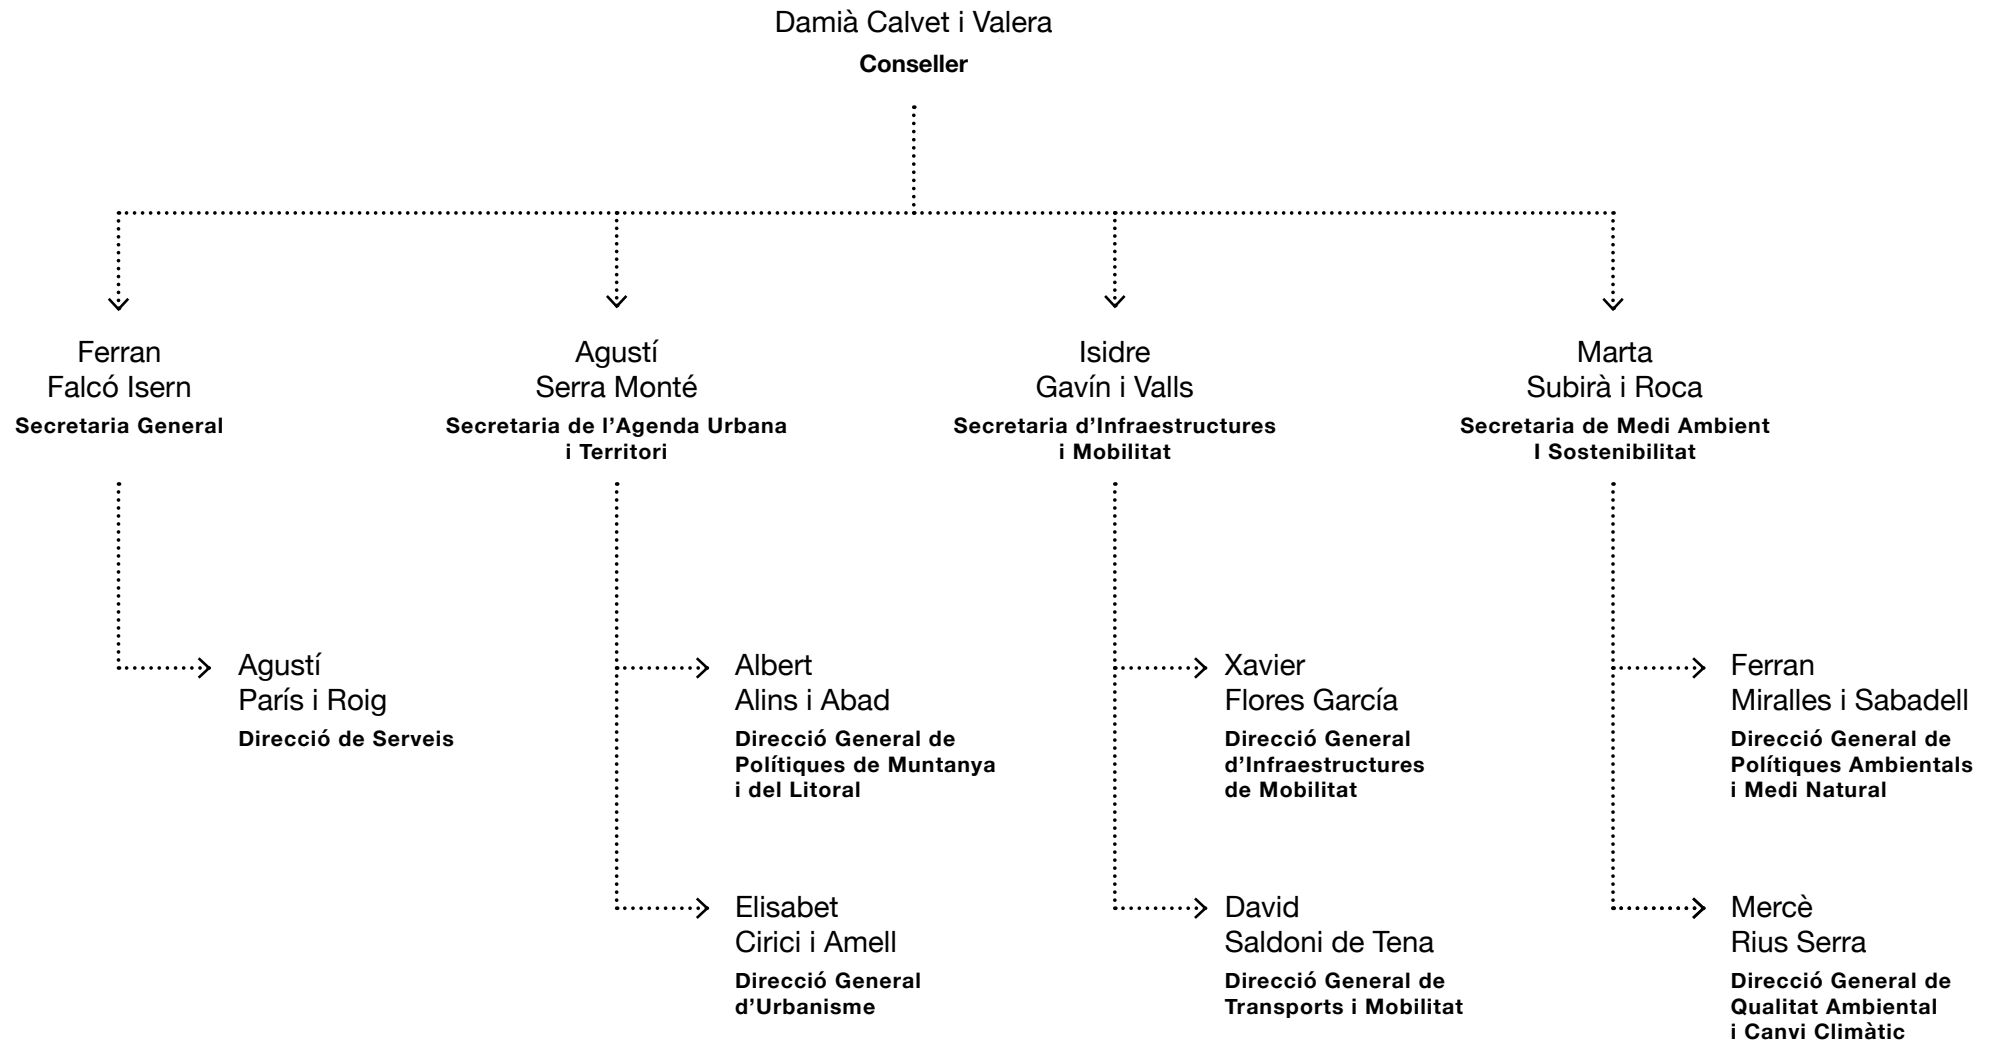 Damià Calvet i Valera
Conseller
Ferran
Falcó Isern
Secretaria General
Agustí
Serra Monté
Secretaria de l’Agenda Urbana
i Territori
Isidre
Gavín i Valls
Secretaria d’Infraestructures
i Mobilitat
Marta
Subirà i Roca
Secretaria de Medi Ambient
I Sostenibilitat
Agustí
París i Roig
Direcció de Serveis
Albert
Alins i Abad
Direcció General de
Polítiques de Muntanya
i del Litoral
Xavier
Flores García
Direcció General
d’Infraestructures
de Mobilitat
Ferran
Miralles i Sabadell
Direcció General de
Polítiques Ambientals
i Medi Natural
Elisabet
Cirici i Amell
Direcció General
d’Urbanisme
David
Saldoni de Tena
Direcció General de
Transports i Mobilitat
Mercè
Rius Serra
Direcció General de
Qualitat Ambiental
i Canvi Climàtic